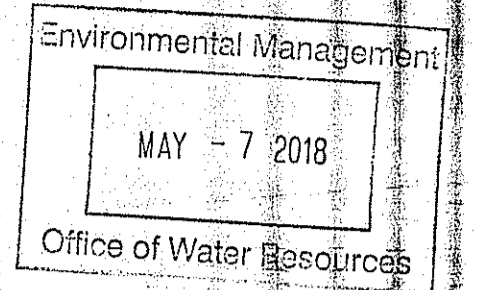 Environmental Management
MAY - 7 2018
Office of Water Resources